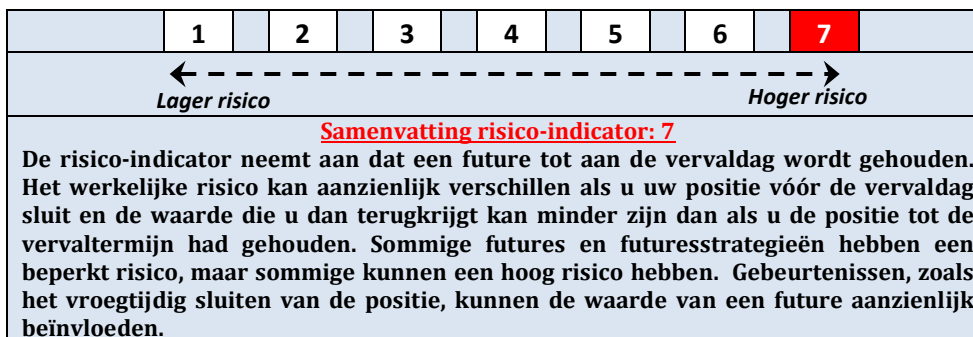 1 2 3 4 5 6 7
Lager risico Hoger risico
Samenvatting risico-indicator: 7
De risico-indicator neemt aan dat een future tot aan de vervaldag wordt gehouden.
Het werkelijke risico kan aanzienlijk verschillen als u uw positie vóór de vervaldag
sluit en de waarde die u dan terugkrijgt kan minder zijn dan als u de positie tot de
vervaltermijn had gehouden. Sommige futures en futuresstrategieën hebben een
beperkt risico, maar sommige kunnen een hoog risico hebben. Gebeurtenissen, zoals
het vroegtijdig sluiten van de positie, kunnen de waarde van een future aanzienlijk
beïnvloeden.